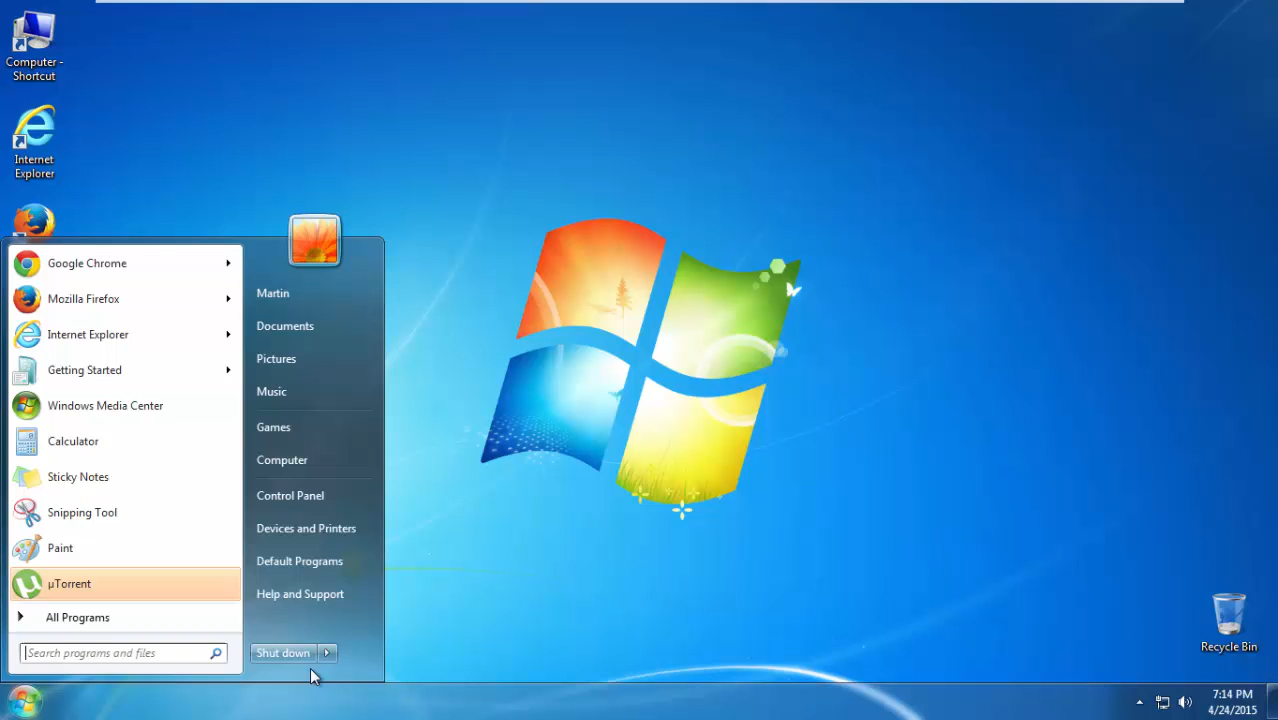 Computer -
Shortcut
Internet
Explorer
Google Chrome
Mozilla Firefox
Internet Explorer
Getting Started
Windows Media Center
Calculator
Sticky Notes
Snipping Tool
Paint
µTorrent
All Programs
Search programs and files
Martin
Documents
Pictures
Music
Games
Computer
Control Panel
Devices and Printers
Default Programs
Help and Support
Shut down
Recycle Bin
7:14 PM
4/24/2015